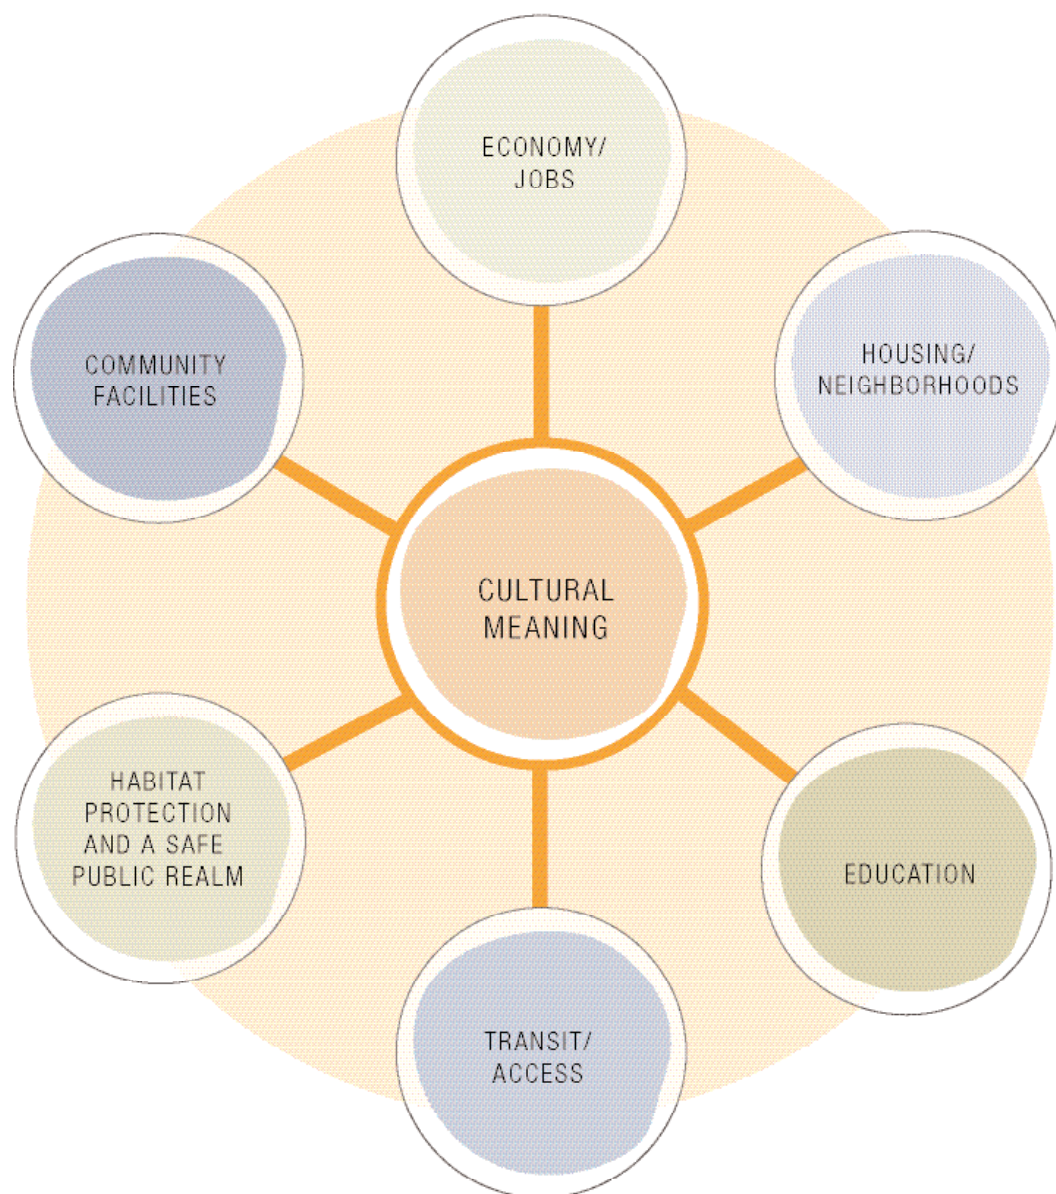 ECONOMY/
JOBS
HOUSING/
NEIGHBORHOODS
COMMUNITY
FACILITIES
CULTURAL
MEANING
HABITAT
PROTECTION
AND A SAFE
PUBLIC REALM
EDUCATION
TRANSIT/
ACCESS